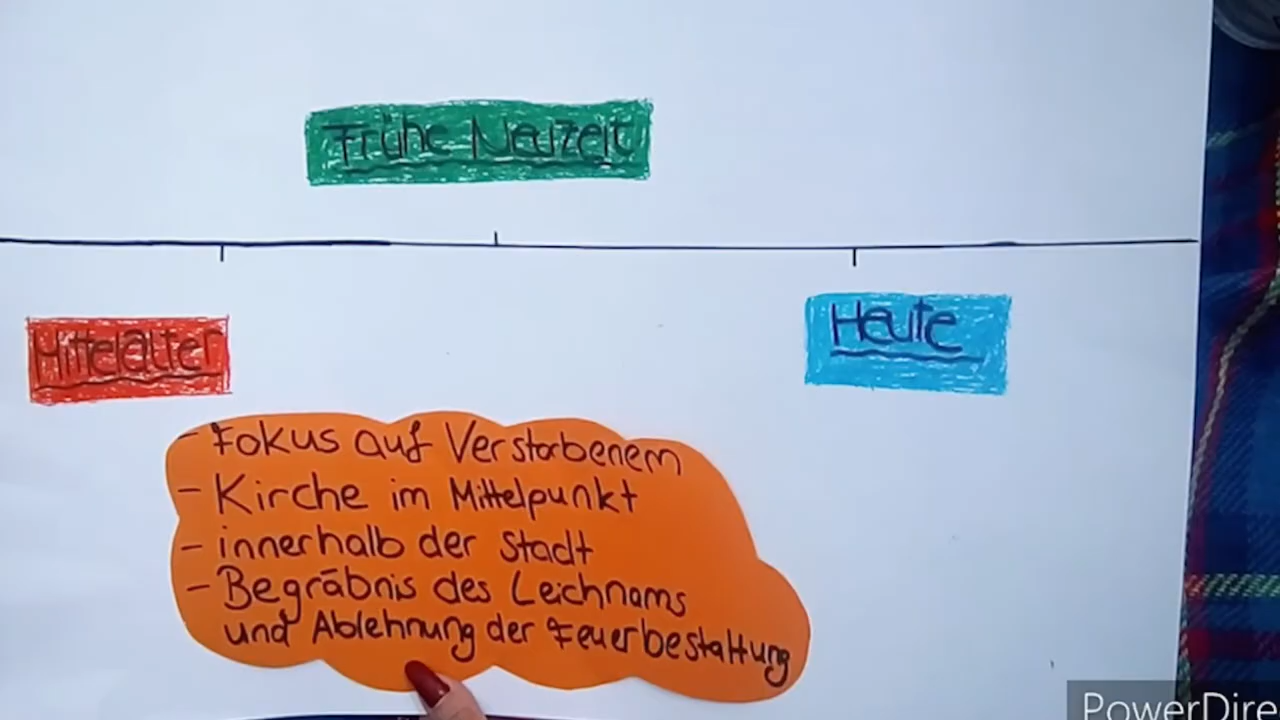 Frühe Neuzeit
Mittelalter
Heute
- Fokus auf Verstorbenem
- Kirche im Mittelpunkt
- innerhalb der Stadt
- Begräbnis des Leichnams
und Ablehnung der Feuerbestattung
PowerDire